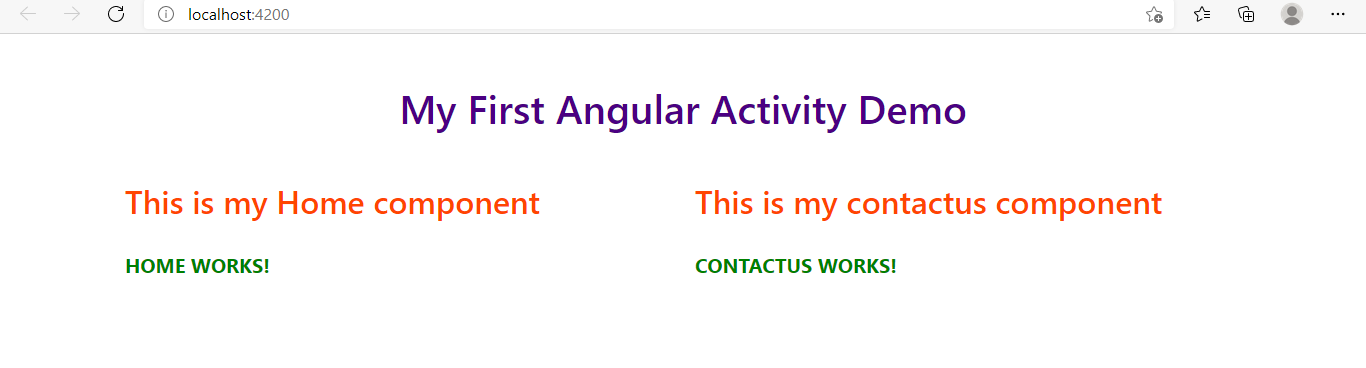 localhost:4200
My First Angular Activity Demo
This is my Home component
This is my contactus component
HOME WORKS!
CONTACTUS WORKS!